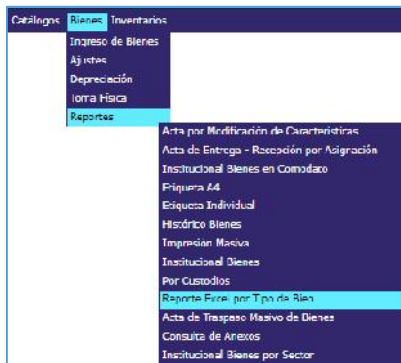 Catálogos Bienes Inventarios
Ingreso de Bienes
Ajustes
Depreciación
Toma Física
Reportes
Acta por Modificación de Características
Acta de Entrega - Recepción por Asignación
Institucional Bienes en Comodato
Etiqueta A4
Etiqueta Individual
Histórico Bienes
Impresión Masiva
Institucional Bienes
Por Custodios
Reporte Excel por Tipo de Bien
Acta de Traspaso Masivo de Bienes
Consulta de Anexos
Institucional Bienes por Sector